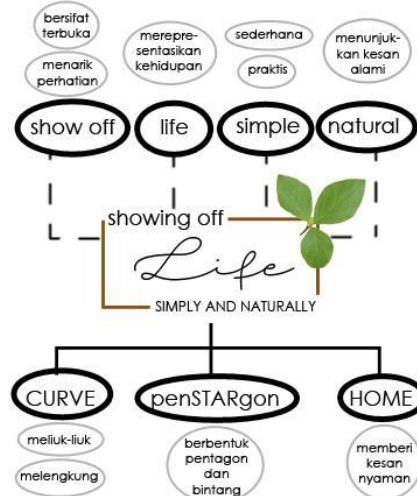 bersifat
terbuka
menarik
perhatian
merepre-
sentasikan
kehidupan
sederhana
praktis
menunjuk-
kan kesan
alami
show off
life
simple
natural
showing off
Life
SIMPLY AND NATURALLY
CURVE
penSTARgon
HOME
meliuk-liuk
melengkung
berbentuk
pentagon
dan
bintang
memberi
kesan
nyaman